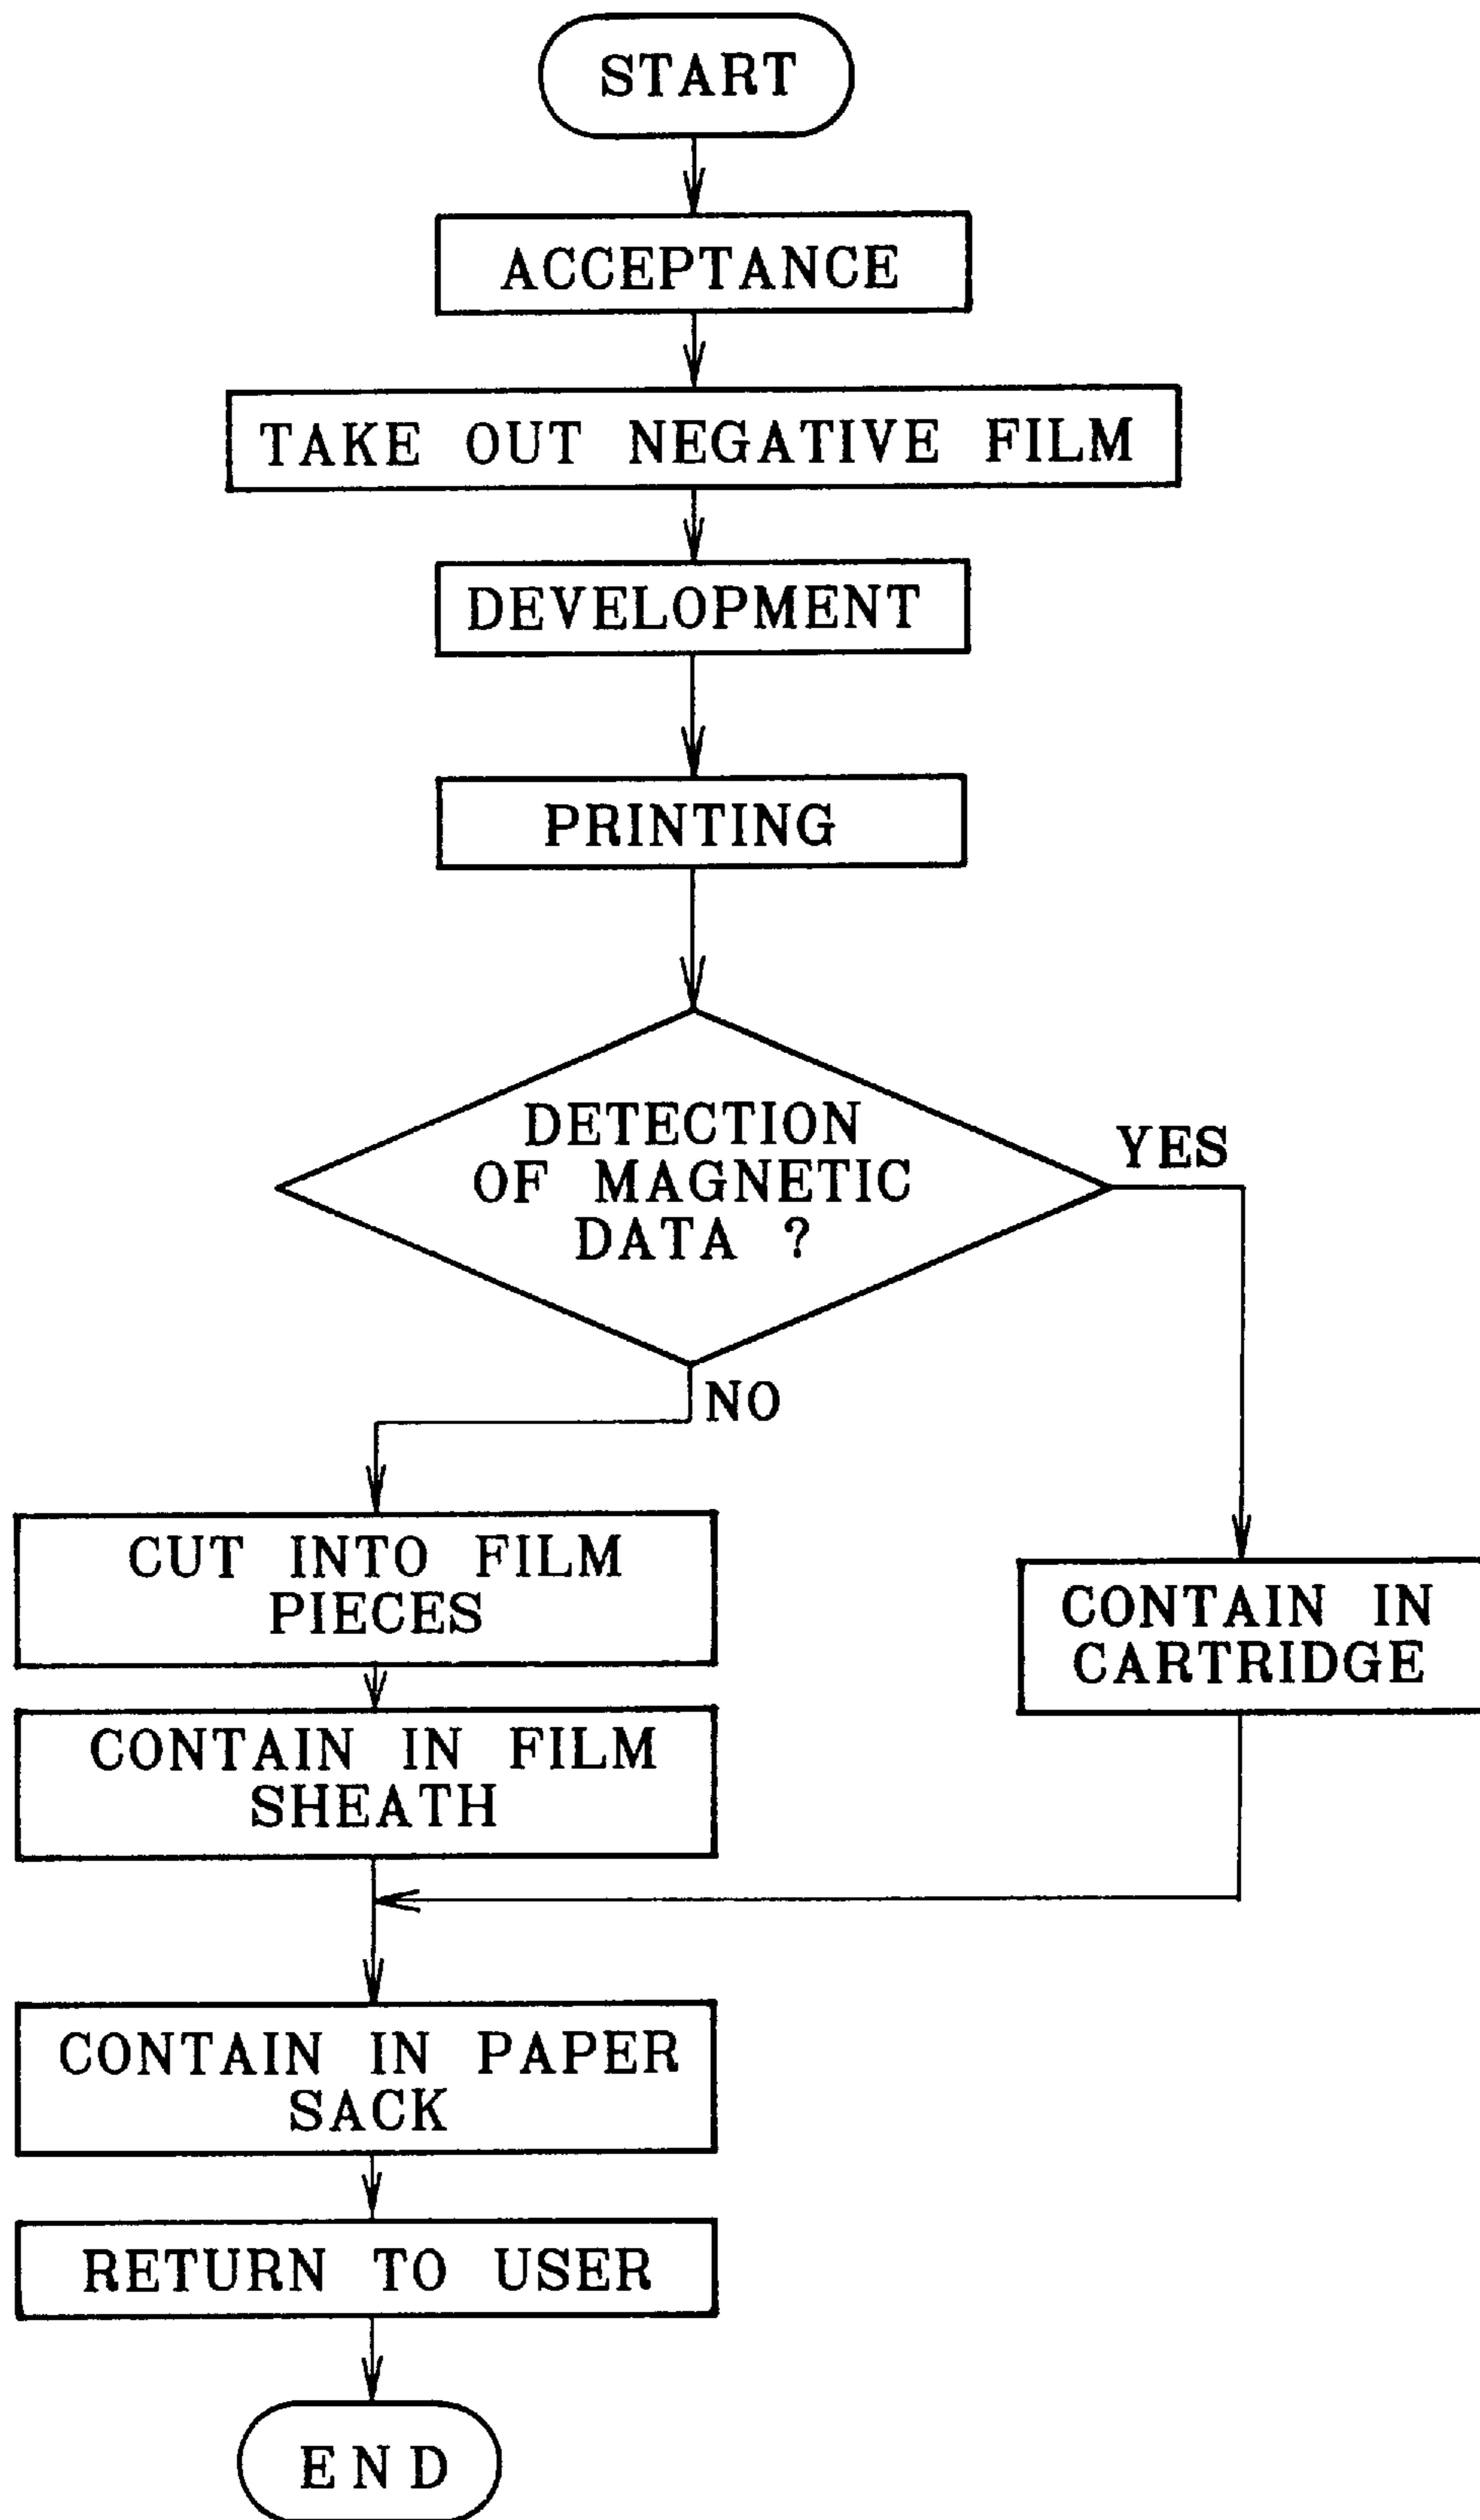 START
ACCEPTANCE
TAKE OUT NEGATIVE FILM
DEVELOPMENT
PRINTING
DETECTION
OF MAGNETIC
DATA ?
YES
NO
CUT INTO FILM
PIECES
CONTAIN IN
CARTRIDGE
CONTAIN IN FILM
SHEATH
CONTAIN IN PAPER
SACK
RETURN TO USER
END